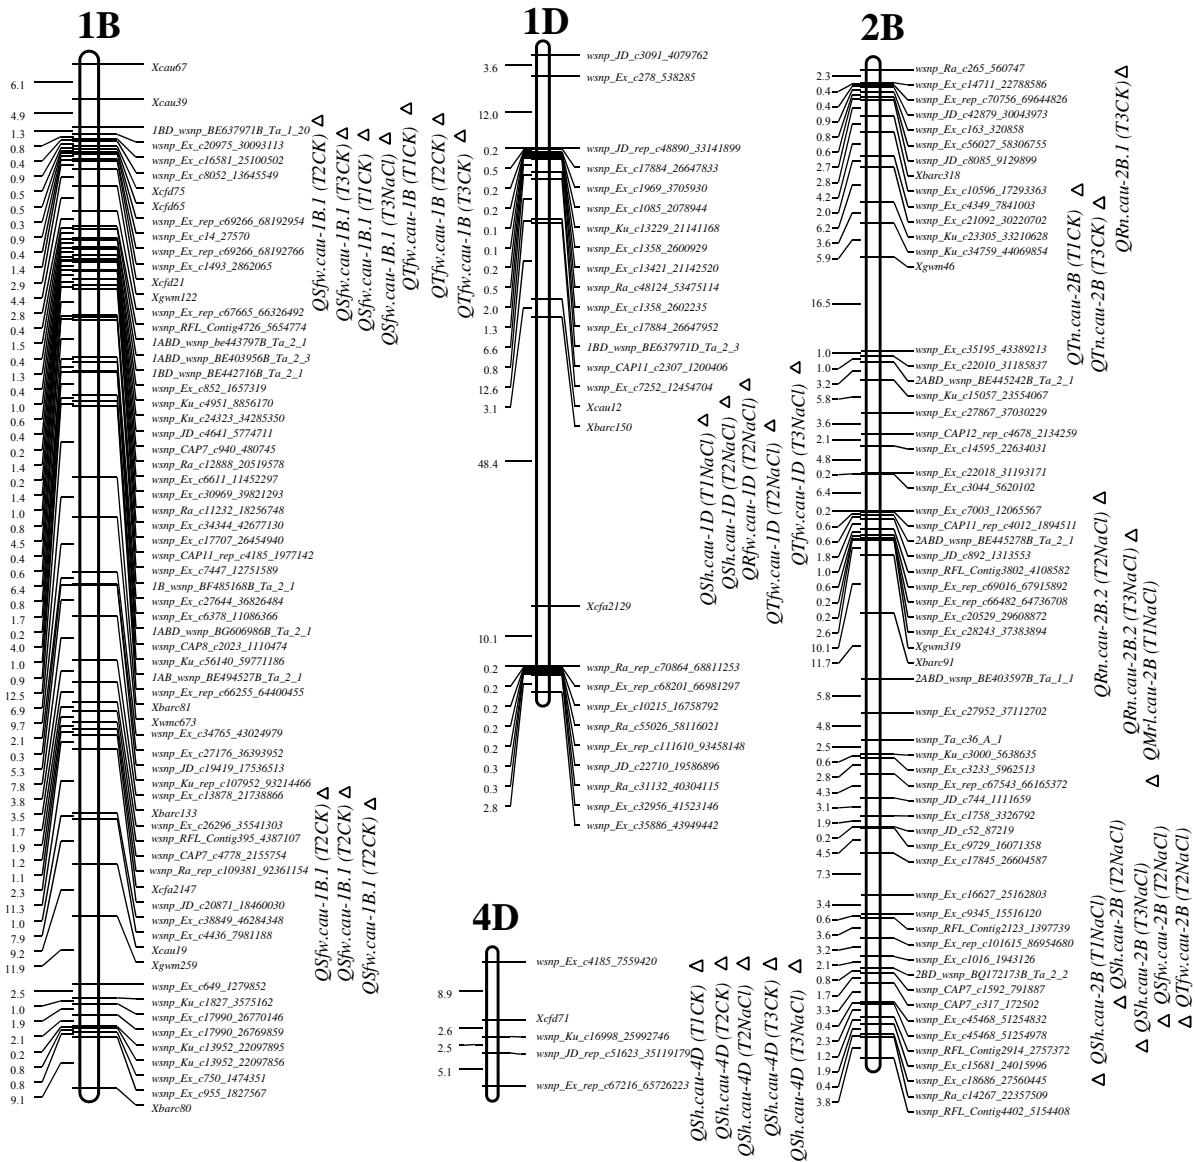 1B
6.1
4.9
1.3
0.8
0.4
0.9
0.5
0.5
0.3
0.9
0.4
1.4
2.9
4.4
2.8
1.5
0.4
1.3
0.4
1.0
0.6
0.4
0.2
1.4
0.2
1.4
1.0
0.8
4.5
0.4
0.6
6.4
0.8
1.7
0.2
4.0
1.0
0.9
12.5
6.9
9.7
2.1
0.3
5.3
7.8
3.8
3.5
1.7
1.9
1.2
1.1
2.3
11.3
1.0
7.9
9.2
11.9
2.5
1.0
1.9
2.1
0.2
0.8
0.8
9.1
Xcau67
Xcau39
1BD_wsnp_BE637971B_Ta_1_20
wsnp_Ex_c20975_30093113
wsnp_Ex_c16581_25100502
wsnp_Ex_c8052_13645549
Xcfd75
Xcfd65
wsnp_Ex_rep_c69266_68192954
wsnp_Ex_c14_27570
wsnp_Ex_rep_c69266_68192766
wsnp_Ex_c1493_2862065
Xcfd21
Xgwm122
wsnp_Ex_rep_c67665_66326492
wsnp_RFL_Contig4726_5654774
1ABD_wsnp_be443797B_Ta_2_1
1ABD_wsnp_BE403956B_Ta_2_3
1BD_wsnp_BE442716B_Ta_2_1
wsnp_Ex_c852_1657319
wsnp_Ku_c4951_8856170
wsnp_Ku_c24323_34285350
wsnp_JD_c4641_5774711
wsnp_CAP7_c940_480745
wsnp_Ra_c12888_20519578
wsnp_Ex_c6611_11452297
wsnp_Ex_c30969_39821293
wsnp_Ra_c11232_18256748
wsnp_Ex_c34344_42677130
wsnp_Ex_c17707_26454940
wsnp_CAP11_rep_c4185_1977142
wsnp_Ex_c7447_12751589
1B_wsnp_BF485168B_Ta_2_1
wsnp_Ex_c27644_36826484
wsnp_Ex_c6378_11086366
1ABD_wsnp_BG606986B_Ta_2_1
wsnp_CAP8_c2023_1110474
wsnp_Ku_c56140_59771186
1AB_wsnp_BE494527B_Ta_2_1
wsnp_Ex_rep_c66255_64400455
Xbarc81
Xwmc673
wsnp_Ex_c34765_43024979
wsnp_Ex_c27176_36393952
wsnp_JD_c19419_17536513
wsnp_Ku_rep_c107952_93214466
wsnp_Ex_c13878_21738866
Xbarc133
wsnp_Ex_c26296_35541303
wsnp_RFL_Contig395_4387107
wsnp_CAP7_c4778_2155754
wsnp_Ra_rep_c109381_92361154
Xcfa2147
wsnp_JD_c20871_18460030
wsnp_Ex_c38849_46284348
wsnp_Ex_c4436_7981188
Xcau19
Xgwm259
wsnp_Ex_c649_1279852
wsnp_Ku_c1827_3575162
wsnp_Ex_c17990_26770146
wsnp_Ex_c17990_26769859
wsnp_Ku_c13952_22097895
wsnp_Ku_c13952_22097856
wsnp_Ex_c750_1474351
wsnp_Ex_c955_1827567
Xbarc80
QSfw.cau-1B.1 (T2CK)
QSfw.cau-1B.1 (T3CK)
QSfw.cau-1B.1 (T1CK)
QSfw.cau-1B.1 (T3NaCl)
QTfw.cau-1B (T1CK)
QTfw.cau-1B (T2CK)
QTfw.cau-1B (T3CK)
QSfw.cau-1B.1 (T2CK)
QSfw.cau-1B.1 (T2CK)
QSfw.cau-1B.1 (T2CK)
1D
3.6
12.0
0.2
0.5
0.2
0.2
0.1
0.1
0.2
0.5
2.0
1.3
6.6
0.8
12.6
3.1
48.4
10.1
0.2
0.2
0.2
0.2
0.2
0.3
0.3
2.8
wsnp_JD_c3091_4079762
wsnp_Ex_c278_538285
wsnp_JD_rep_c48890_33141899
wsnp_Ex_c17884_26647833
wsnp_Ex_c1969_3705930
wsnp_Ex_c1085_2078944
wsnp_Ku_c13229_21141168
wsnp_Ex_c1358_2600929
wsnp_Ex_c13421_21142520
wsnp_Ra_c48124_53475114
wsnp_Ex_c1358_2602235
wsnp_Ex_c17884_26647952
1BD_wsnp_BE637971D_Ta_2_3
wsnp_CAP11_c2307_1200406
wsnp_Ex_c7252_12454704
Xcau12
Xbarc150
Xcfa2129
wsnp_Ra_rep_c70864_68811253
wsnp_Ex_rep_c68201_66981297
wsnp_Ex_c10215_16758792
wsnp_Ra_c55026_58116021
wsnp_Ex_rep_c111610_93458148
wsnp_JD_c22710_19586896
wsnp_Ra_c31132_40304115
wsnp_Ex_c32956_41523146
wsnp_Ex_c35886_43949442
QSh.cau-1D (T1NaCl)
QSh.cau-1D (T2NaCl)
QRfw.cau-1D (T2NaCl)
QTfw.cau-1D (T2NaCl)
QTfw.cau-1D (T3NaCl)
4D
8.9
2.6
2.5
5.1
wsnp_Ex_c4185_7559420
Xcfd71
wsnp_Ku_c16998_25992746
wsnp_JD_rep_c51623_35119179
wsnp_Ex_rep_c67216_65726223
QSh.cau-4D (T1CK)
QSh.cau-4D (T2CK)
QSh.cau-4D (T2NaCl)
QSh.cau-4D (T3CK)
QSh.cau-4D (T3NaCl)
2B
2.3
0.4
0.4
0.9
0.8
0.6
2.7
2.8
4.2
2.0
6.2
3.6
5.9
16.5
1.0
1.0
3.2
5.8
3.6
2.1
4.8
0.2
6.4
0.2
0.6
0.6
1.8
1.0
0.6
0.2
0.2
2.6
10.1
11.7
5.8
4.8
2.5
0.6
2.8
4.3
3.1
1.9
0.2
4.5
7.3
3.4
0.6
3.6
3.2
2.1
0.8
1.7
3.3
0.4
2.3
1.2
1.9
0.4
3.8
wsnp_Ra_c265_560747
wsnp_Ex_c14711_22788586
wsnp_Ex_rep_c70756_69644826
wsnp_JD_c42879_30043973
wsnp_Ex_c163_320858
wsnp_Ex_c56027_58306755
wsnp_JD_c8085_9129899
Xbarc318
wsnp_Ex_c10596_17293363
wsnp_Ex_c4349_7841003
wsnp_Ex_c21092_30220702
wsnp_Ku_c23305_33210628
wsnp_Ku_c34759_44069854
Xgwm46
wsnp_Ex_c35195_43389213
wsnp_Ex_c22010_31185837
2ABD_wsnp_BE445242B_Ta_2_1
wsnp_Ku_c15057_23554067
wsnp_Ex_c27867_37030229
wsnp_CAP12_rep_c4678_2134259
wsnp_Ex_c14595_22634031
wsnp_Ex_c22018_31193171
wsnp_Ex_c3044_5620102
wsnp_Ex_c7003_12065567
wsnp_CAP11_rep_c4012_1894511
2ABD_wsnp_BE445278B_Ta_2_1
wsnp_JD_c892_1313553
wsnp_RFL_Contig3802_4108582
wsnp_Ex_rep_c69016_67915892
wsnp_Ex_rep_c66482_64736708
wsnp_Ex_c20529_29608872
wsnp_Ex_c28243_37383894
Xgwm319
Xbarc91
2ABD_wsnp_BE403597B_Ta_1_1
wsnp_Ex_c27952_37112702
wsnp_Ta_c36_A_1
wsnp_Ku_c3000_5638635
wsnp_Ex_c3233_5962513
wsnp_Ex_rep_c67543_66165372
wsnp_JD_c744_1111659
wsnp_Ex_c1758_3326792
wsnp_JD_c52_87219
wsnp_Ex_c9729_16071358
wsnp_Ex_c17845_26604587
wsnp_Ex_c16627_25162803
wsnp_Ex_c9345_15516120
wsnp_RFL_Contig2123_1397739
wsnp_Ex_rep_c101615_86954680
wsnp_Ex_c1016_1943126
2BD_wsnp_BQ172173B_Ta_2_2
wsnp_CAP7_c1592_791887
wsnp_CAP7_c317_172502
wsnp_Ex_c45468_51254832
wsnp_Ex_c45468_51254978
wsnp_RFL_Contig2914_2757372
wsnp_Ex_c15681_24015996
wsnp_Ex_c18686_27560445
wsnp_Ra_c14267_22357509
wsnp_RFL_Contig4402_5154408
QTn.cau-2B (T1CK)
QTn.cau-2B (T3CK)
QRn.cau-2B.1 (T3CK)
QRn.cau-2B.2 (T2NaCl)
QRn.cau-2B.2 (T3NaCl)
QMrl.cau-2B (T1NaCl)
QSh.cau-2B (T1NaCl)
QSh.cau-2B (T2NaCl)
QSh.cau-2B (T3NaCl)
QSfw.cau-2B (T2NaCl)
QTfw.cau-2B (T2NaCl)